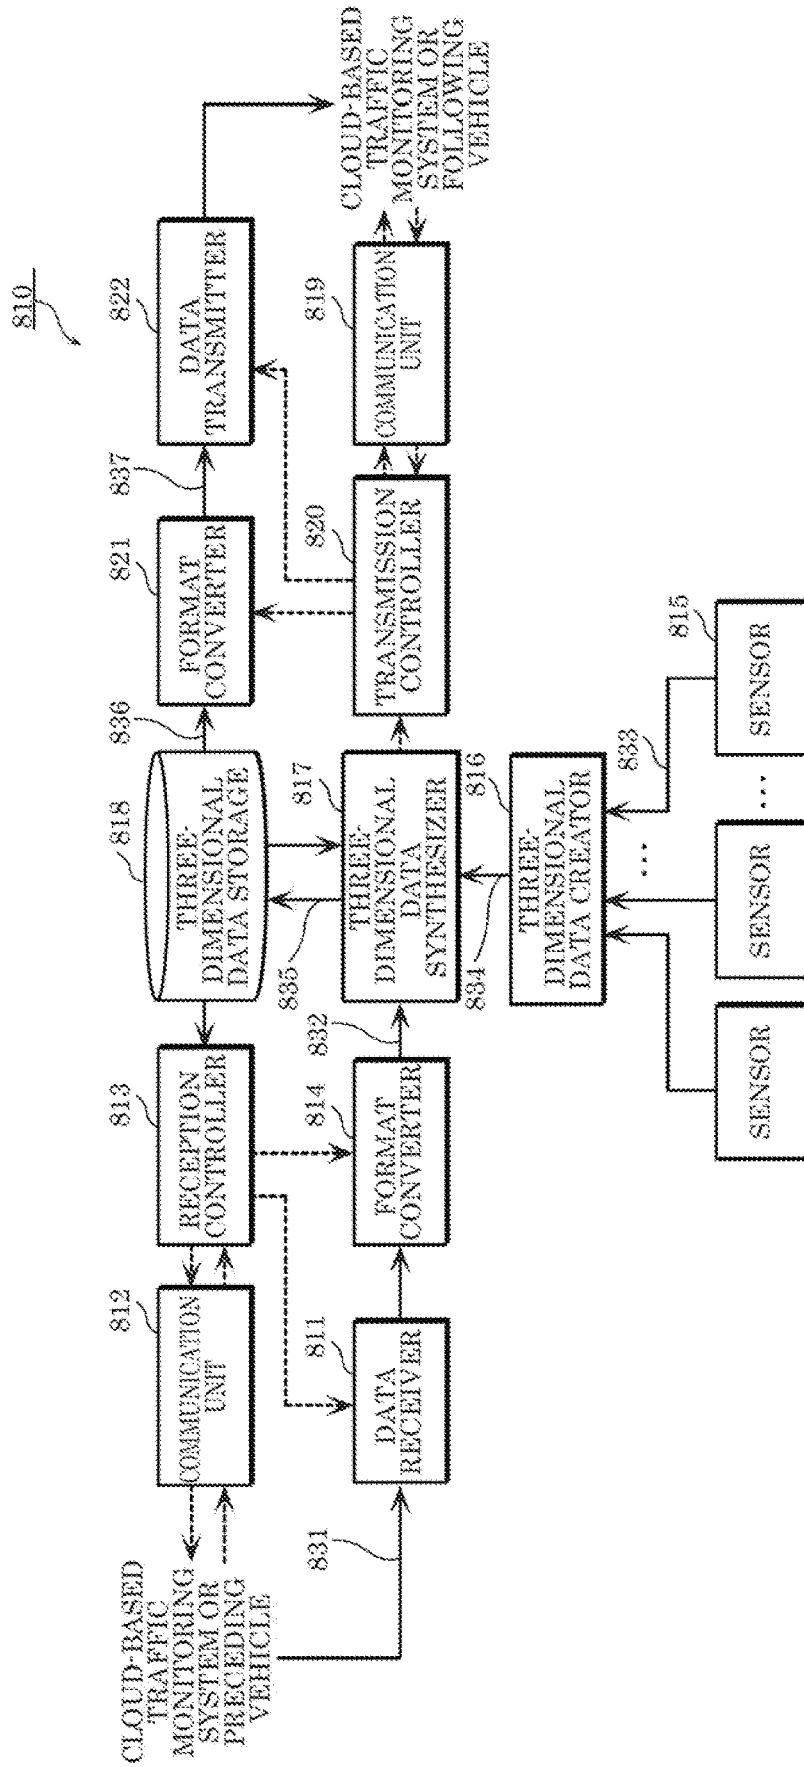 810
CLOUD-BASED
TRAFFIC
MONITORING
SYSTEM OR
PRECEDING
VEHICLE
812
COMMUNICATION
UNIT
813
RECEPTION
CONTROLLER
818
THREE-
DIMENSIONAL
DATA STORAGE
836
821
FORMAT
CONVERTER
837
822
DATA
TRANSMITTER
831
811
DATA
RECEIVER
814
FORMAT
CONVERTER
832
835
817
THREE-
DIMENSIONAL
DATA
SYNTHESIZER
820
TRANSMISSION
CONTROLLER
819
COMMUNICATION
UNIT
CLOUD-BASED
TRAFFIC
MONITORING
SYSTEM OR
FOLLOWING
VEHICLE
834
816
THREE-
DIMENSIONAL
DATA CREATOR
833
...
815
SENSOR
SENSOR
...
SENSOR